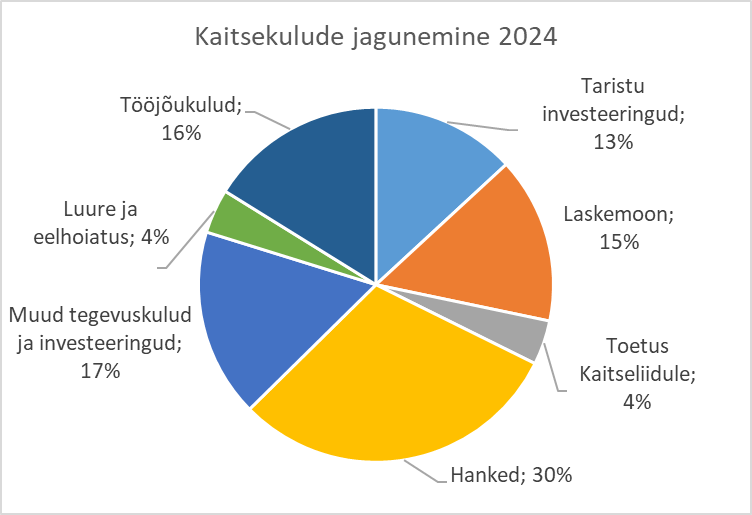 Kaitsekulude jagunemine 2024
Taristu
investeeringud;
13%
Laskemoon;
15%
Toetus
Kaitseliidule;
4%
Hanked; 30%
Muud tegevuskulud
ja investeeringud;
17%
Luure ja
eelhoiatus; 4%
Tööjõukulud;
16%